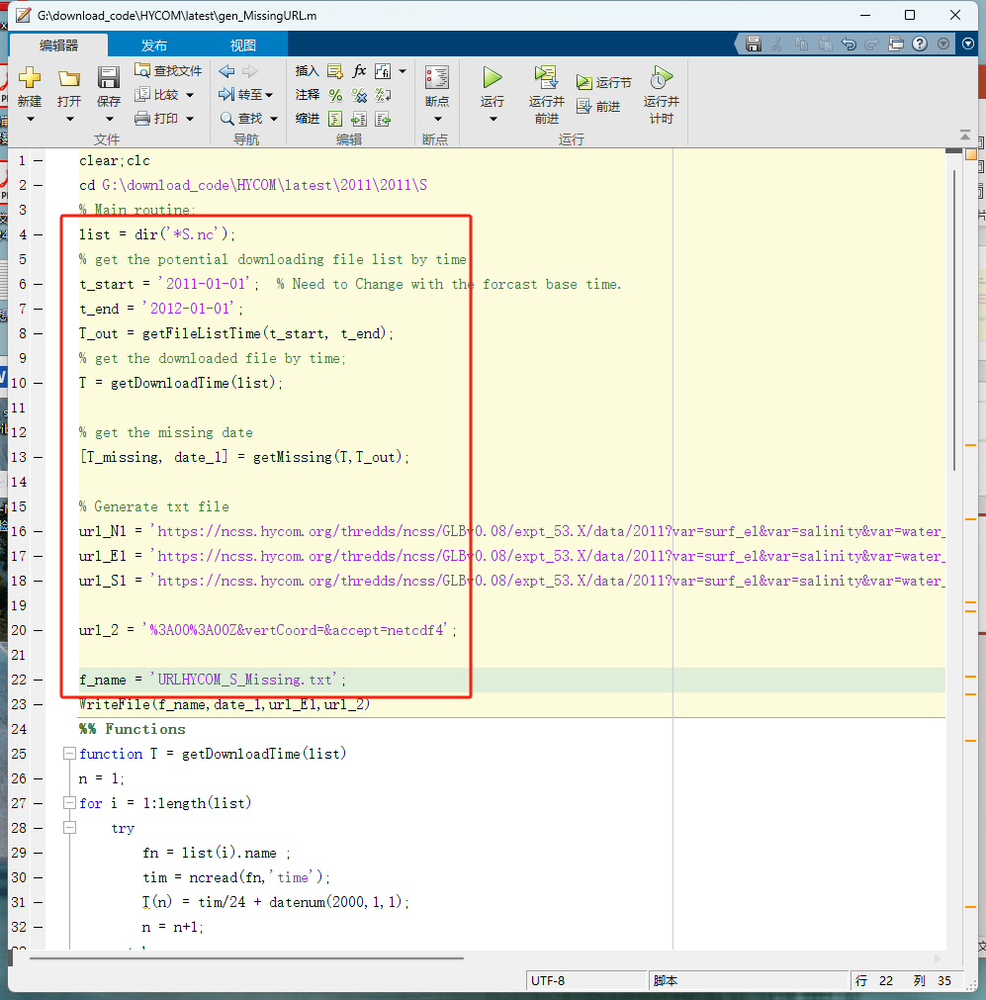 G:\download_code\HYCOM\latest\gen_MissingURL.m
编辑器 发布 视图
新建 打开 保存 查找文件 比较 打印 文件
转至 查找 导航
插入 fx 注释 缩进 编辑
断点 断点
运行 运行并前进 运行节 前进 运行并计时 运行
1 clear;clc
2 cd G:\download_code\HYCOM\latest\2011\2011\S
3 % Main routine:
4 list = dir('*S.nc');
5 % get the potential downloading file list by time
6 t_start = '2011-01-01';  % Need to Change with the forcast base time.
7 t_end = '2012-01-01';
8 T_out = getFileListTime(t_start, t_end);
9 % get the downloaded file by time;
10 T = getDownloadTime(list);
11
12 % get the missing date
13 [T_missing, date_1] = getMissing(T,T_out);
14
15 % Generate txt file
16 url_N1 = 'https://ncss.hycom.org/thredds/ncss/GLBv0.08/expt_53.X/data/2011?var=surf_el&var=salinity&var=water_
17 url_E1 = 'https://ncss.hycom.org/thredds/ncss/GLBv0.08/expt_53.X/data/2011?var=surf_el&var=salinity&var=water_
18 url_S1 = 'https://ncss.hycom.org/thredds/ncss/GLBv0.08/expt_53.X/data/2011?var=surf_el&var=salinity&var=water_
19
20 url_2 = '%3A00%3A00Z&vertCoord=&accept=netcdf4';
21
22 f_name = 'URLHYCOM_S_Missing.txt';
23 WriteFile(f_name,date_1,url_E1,url_2)
24 %% Functions
25 function T = getDownloadTime(list)
26 n = 1;
27 for i = 1:length(list)
28 try
29 fn = list(i).name ;
30 tim = ncread(fn,'time');
31 T(n) = tim/24 + datenum(2000,1,1);
32 n = n+1;
UTF-8 脚本 行 22 列 35